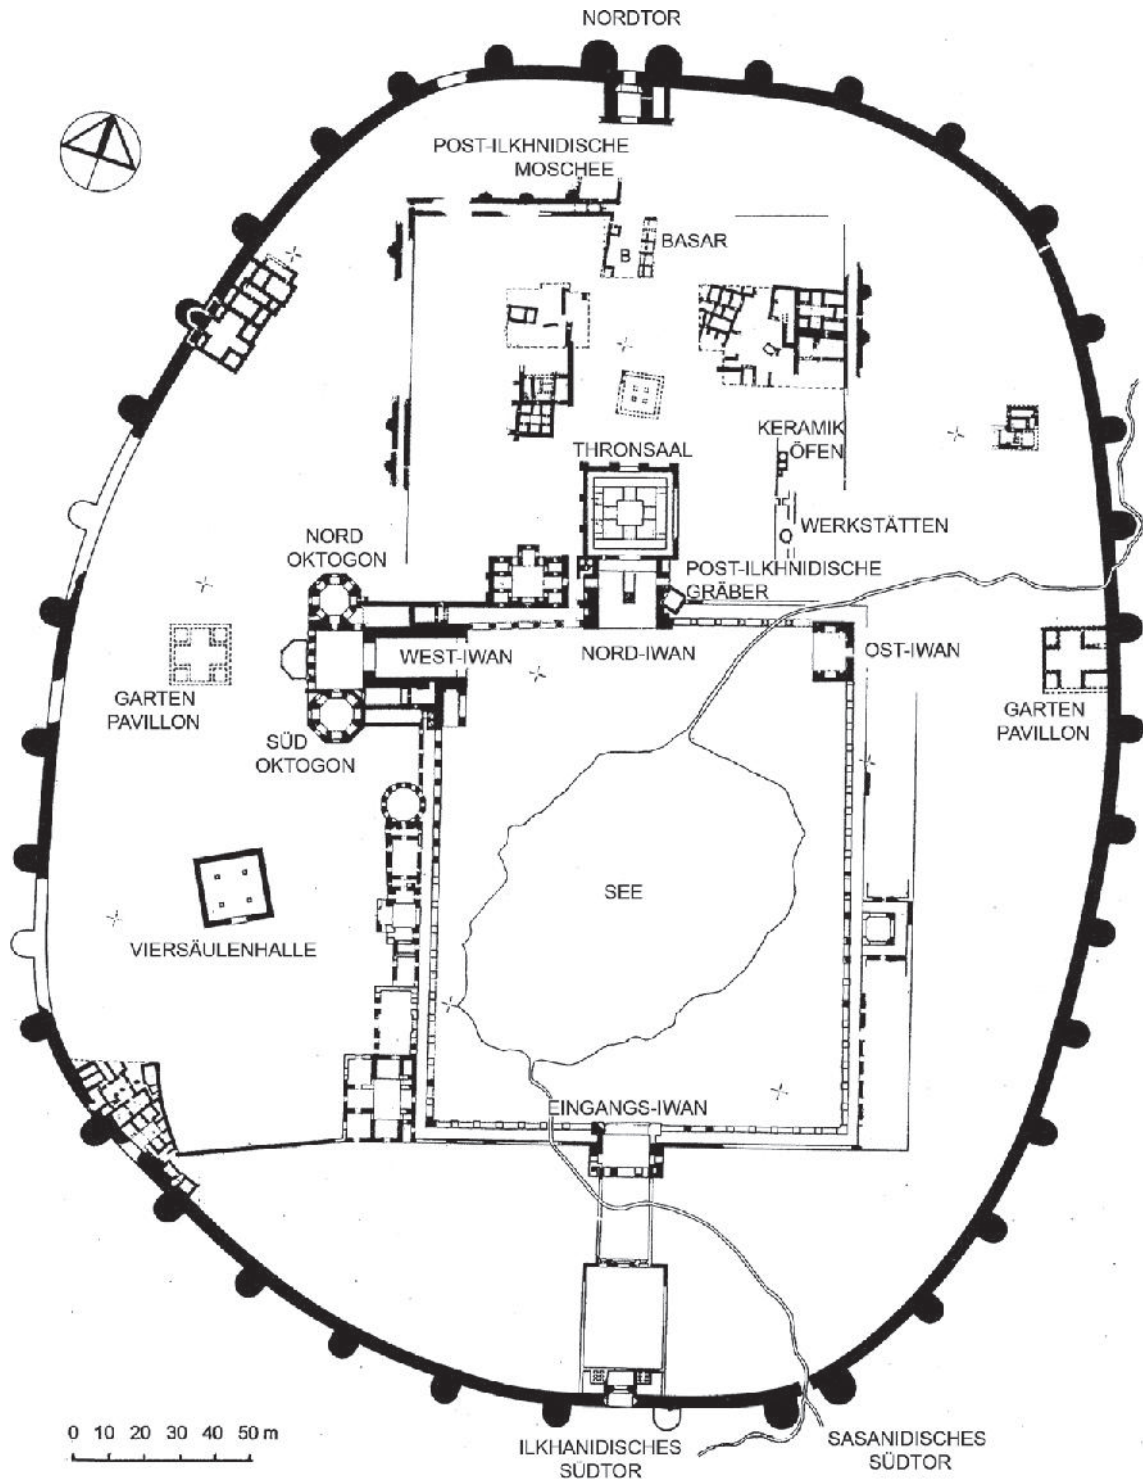 NORDTOR
POST-ILKHNIDISCHE
MOSCHEE
BASAR
B
KERAMIK
ÖFEN
THRONSAAL
WERKSTÄTTEN
NORD
OKTOGON
POST-ILKHNIDISCHE
GRÄBER
WEST-IWAN
NORD-IWAN
OST-IWAN
GARTEN
PAVILLON
GARTEN
PAVILLON
SÜD
OKTOGON
SEE
VIERSÄULENHALLE
EINGANGS-IWAN
0 10 20 30 40 50 m
ILKHANIDISCHES
SÜDTOR
SASANIDISCHES
SÜDTOR